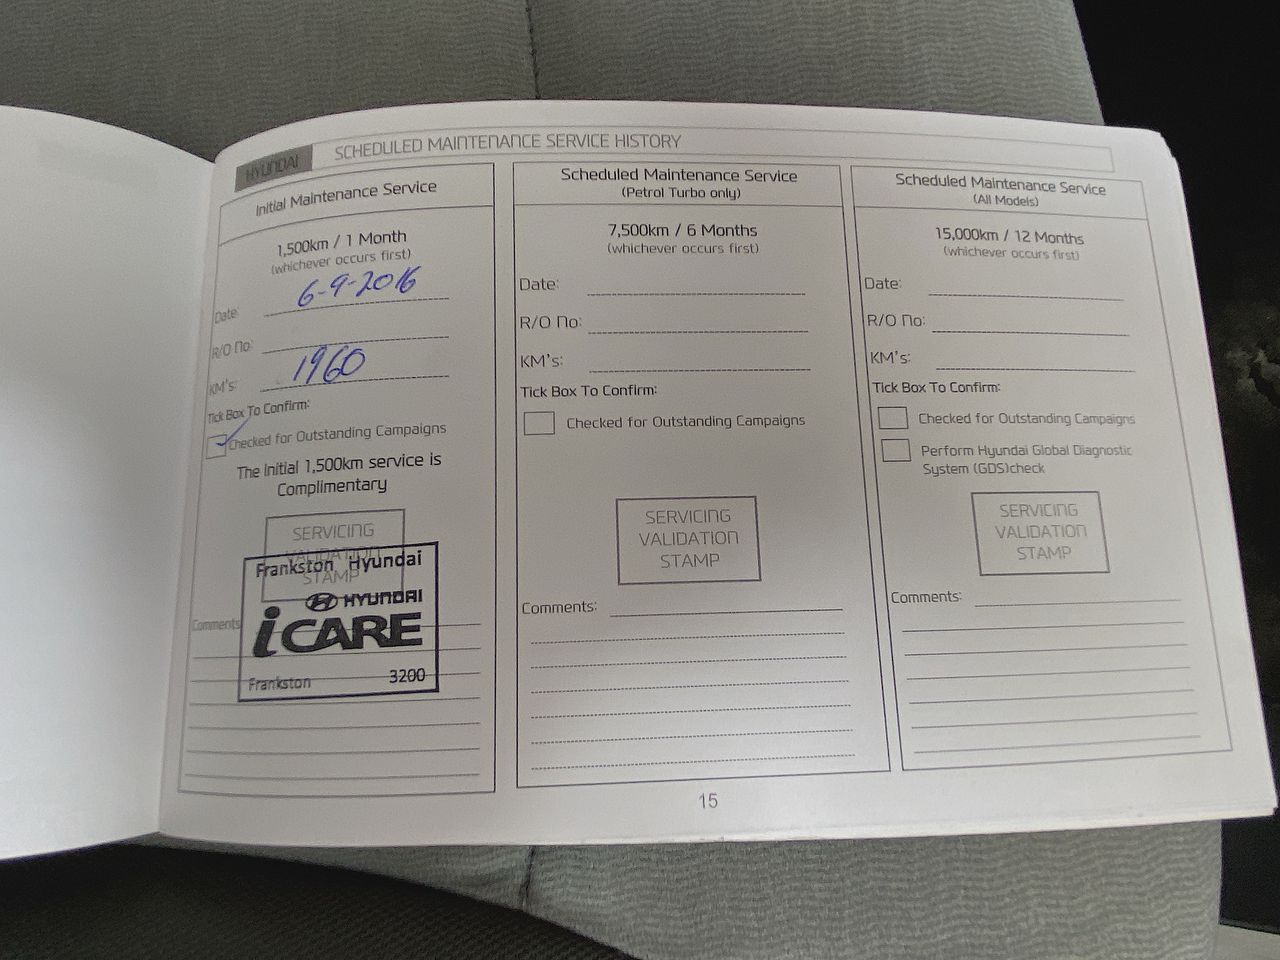 HYUNDAI
SCHEDULED MAINTENANCE SERVICE HISTORY
Initial Maintenance Service
1,500km / 1 Month
(whichever occurs first)
Date: 6-9-2016
R/O No:
KM's: 1960
Tick Box To Confirm:
Checked for Outstanding Campaigns
The Initial 1,500km service is
Complimentary
SERVICING
VALIDATION
STAMP
Frankston Hyundai
HYUNDAI
iCARE
Frankston 3200
Comments
Scheduled Maintenance Service
(Petrol Turbo only)
7,500km / 6 Months
(whichever occurs first)
Date:
R/O No:
KM's:
Tick Box To Confirm:
Checked for Outstanding Campaigns
SERVICING
VALIDATION
STAMP
Comments:
Scheduled Maintenance Service
(All Models)
15,000km / 12 Months
(whichever occurs first)
Date:
R/O No:
KM's:
Tick Box To Confirm:
Checked for Outstanding Campaigns
Perform Hyundai Global Diagnostic
System (GDS)check
SERVICING
VALIDATION
STAMP
Comments:
15